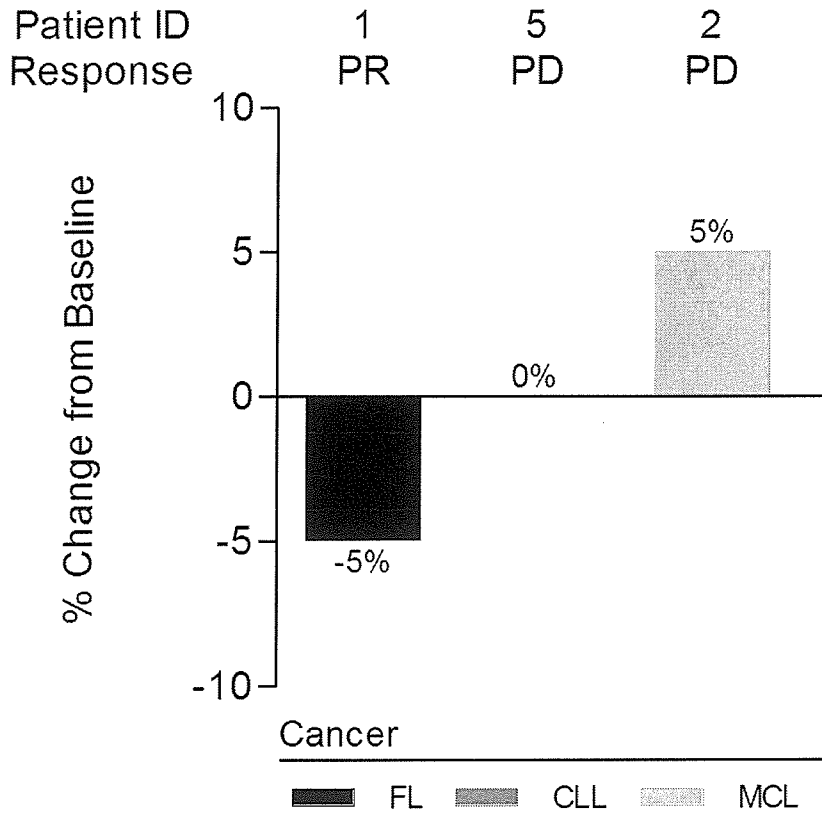 Patient ID 1 5 2
Response PR PD PD
10
5%
5
0%
0
-5
-5%
-10
% Change from Baseline
Cancer
FL CLL MCL